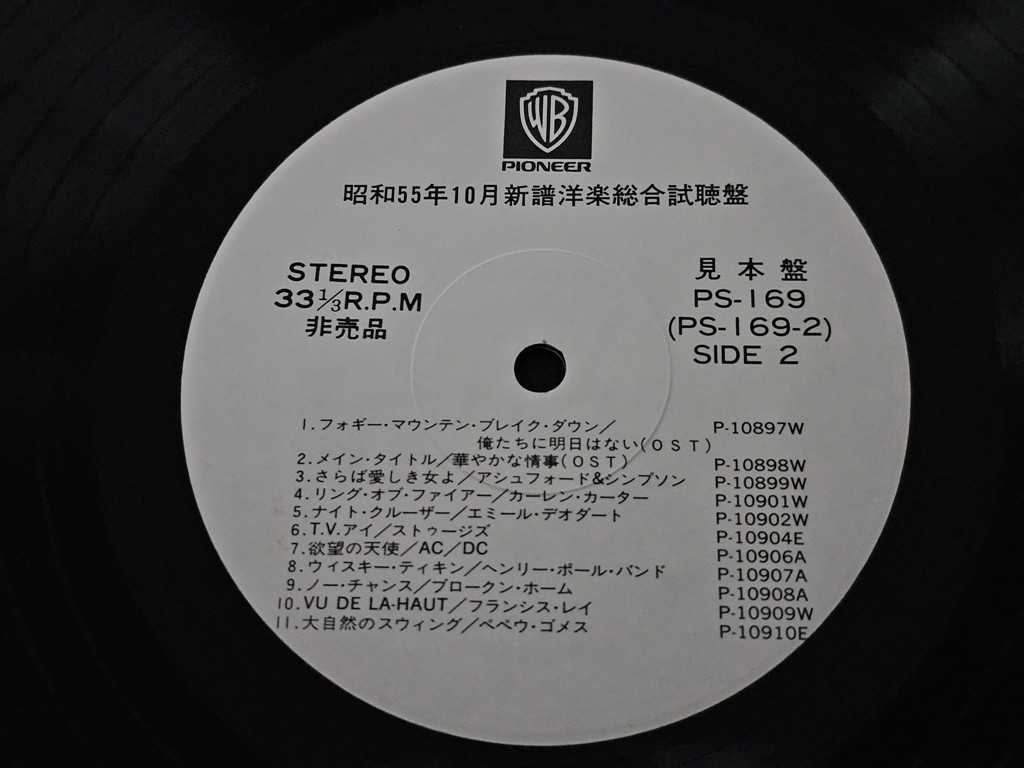 WB
PIONEER
昭和55年10月新譜洋楽総合試聴盤
STEREO
33⅓R.P.M
非売品
見本盤
PS-169
(PS-169-2)
SIDE 2
1.フォギー・マウンテン・ブレイク・ダウン/ P-10897W
俺たちに明日はない(OST)
2.メイン・タイトル/華やかな情事(OST) P-10898W
3.さらば愛しき女よ/アシュフォード&シンプソン P-10899W
4.リング・オブ・ファイアー/カーレン・カーター P-10901W
5.ナイト・クルーザー/エミール・デオダート P-10902W
6.T.V.アイ/ストゥージズ P-10904E
7.欲望の天使/AC/DC P-10906A
8.ウィスキー・ティキン/ヘンリー・ポール・バンド P-10907A
9.ノー・チャンス/ブロークン・ホーム P-10908A
10.VU DE LA-HAUT/フランシス・レイ P-10909W
11.大自然のスウィング/ペペウ・ゴメス P-10910E